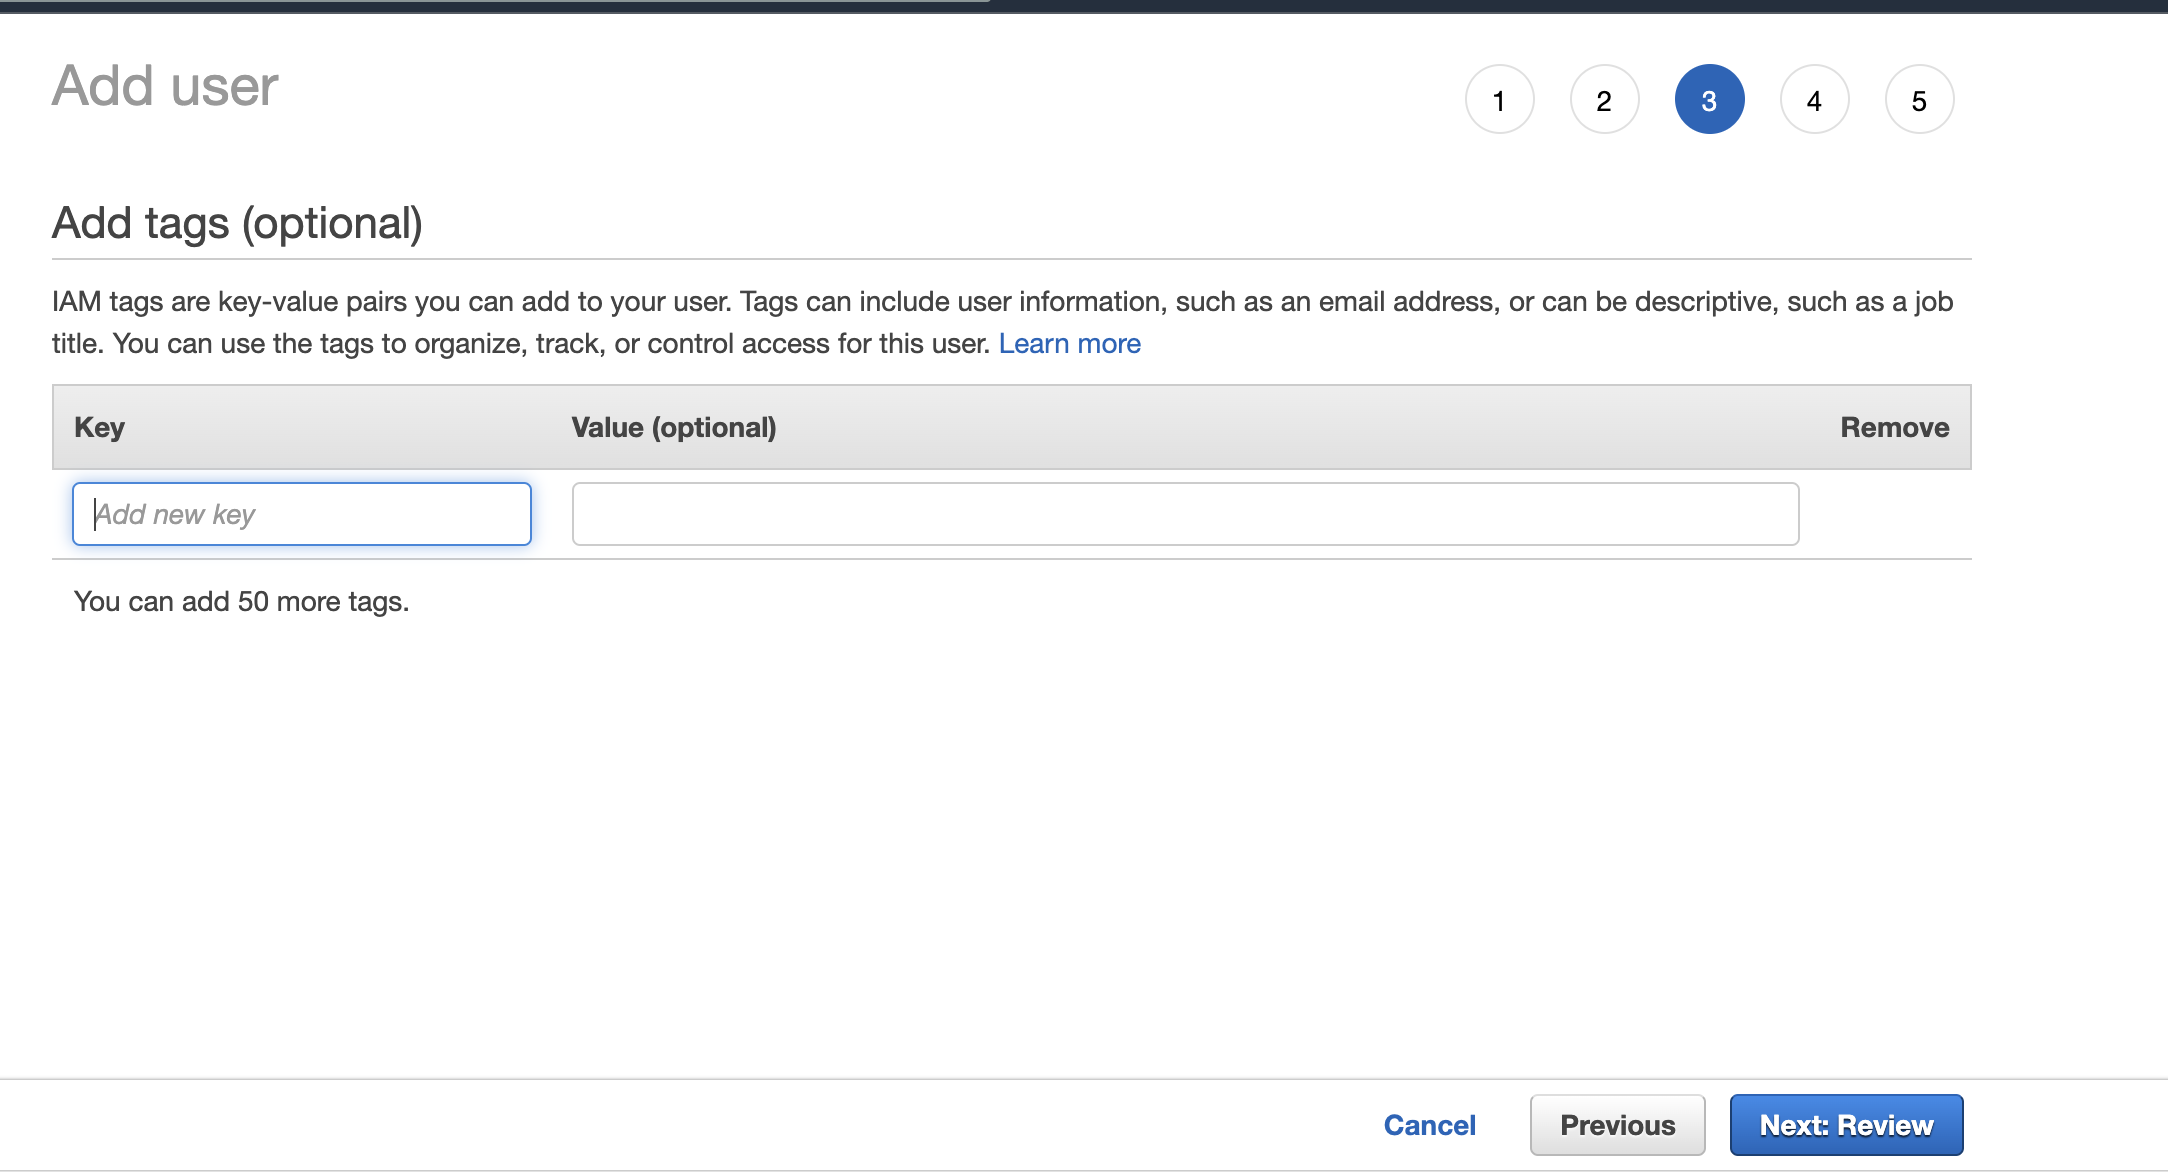 Add user
1 2 3 4 5
Add tags (optional)
IAM tags are key-value pairs you can add to your user. Tags can include user information, such as an email address, or can be descriptive, such as a job
title. You can use the tags to organize, track, or control access for this user. Learn more
Key Value (optional) Remove
Add new key
You can add 50 more tags.
Cancel Previous Next: Review